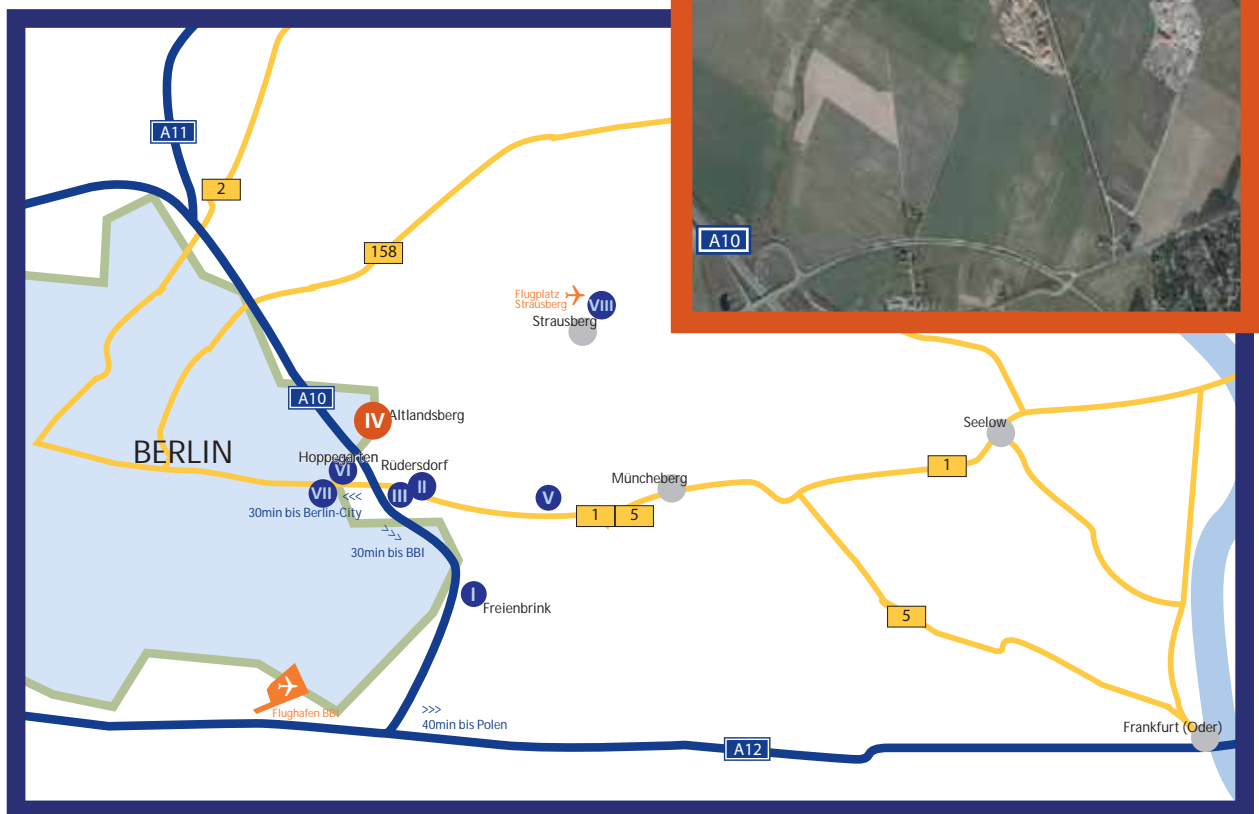 A11
2
158
A10
Flugplatz
Strausberg
VIII
Strausberg
A10
IV
Altlandsberg
BERLIN
Hoppegarten
VI
Rüdersdorf
VII
<<<
30min bis Berlin-City
III
II
V
Müncheberg
1
5
1
Seelow
>>>
30min bis BBI
I
Freienbrink
5
Flughafen BBI
>>>
40min bis Polen
A12
Frankfurt (Oder)